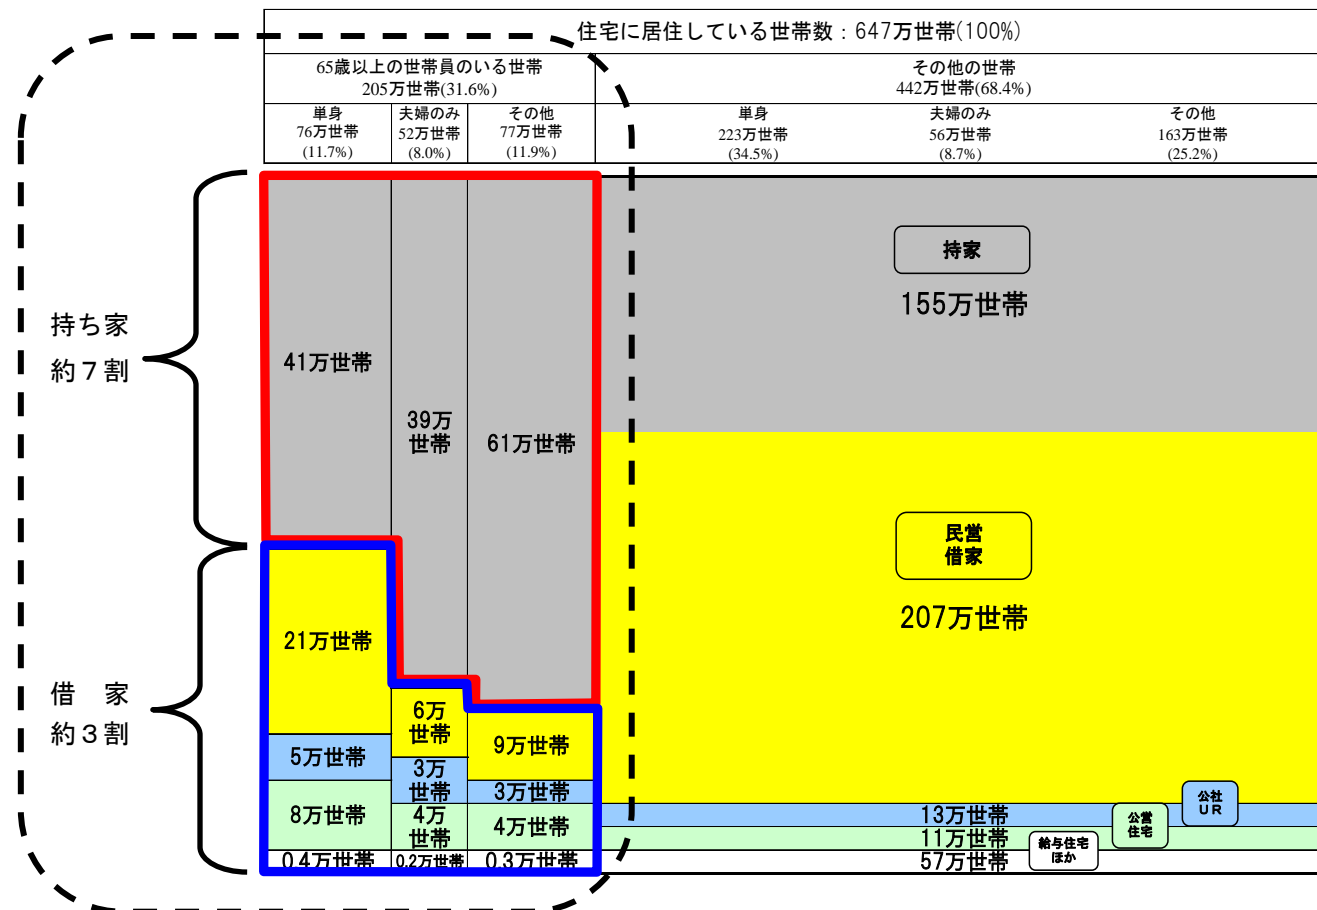 住宅に居住している世帯数：647万世帯(100%)
65歳以上の世帯員のいる世帯
205万世帯(31.6%)
その他の世帯
442万世帯(68.4%)
単身
76万世帯
(11.7%)
夫婦のみ
52万世帯
(8.0%)
その他
77万世帯
(11.9%)
単身
223万世帯
(34.5%)
夫婦のみ
56万世帯
(8.7%)
その他
163万世帯
(25.2%)
持ち家
約７割
41万世帯
39万
世帯
61万世帯
持家
155万世帯
借　家
約３割
21万世帯
6万
世帯
9万世帯
民営
借家
207万世帯
5万世帯
3万
世帯
3万世帯
13万世帯
公社
ＵＲ
8万世帯
4万
世帯
4万世帯
11万世帯
公営
住宅
0.4万世帯
0.2万世帯
0.3万世帯
57万世帯
給与住宅
ほか